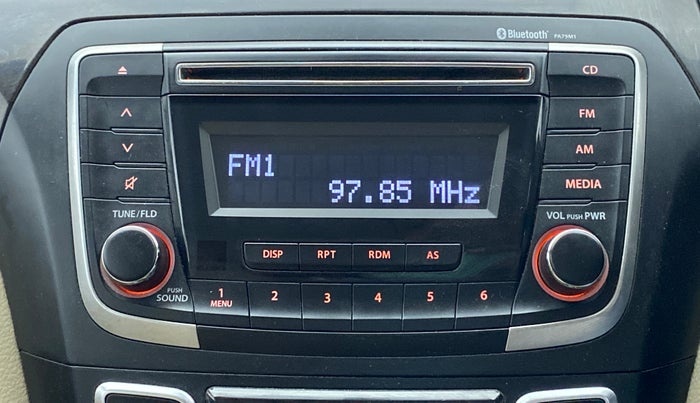 Bluetooth® PA75M1
CD
FM
AM
MEDIA
FM1
97.85 MHz
TUNE/FLD
VOL PUSH PWR
PUSH
SOUND
DISP RPT RDM AS
1 2 3 4 5 6
MENU